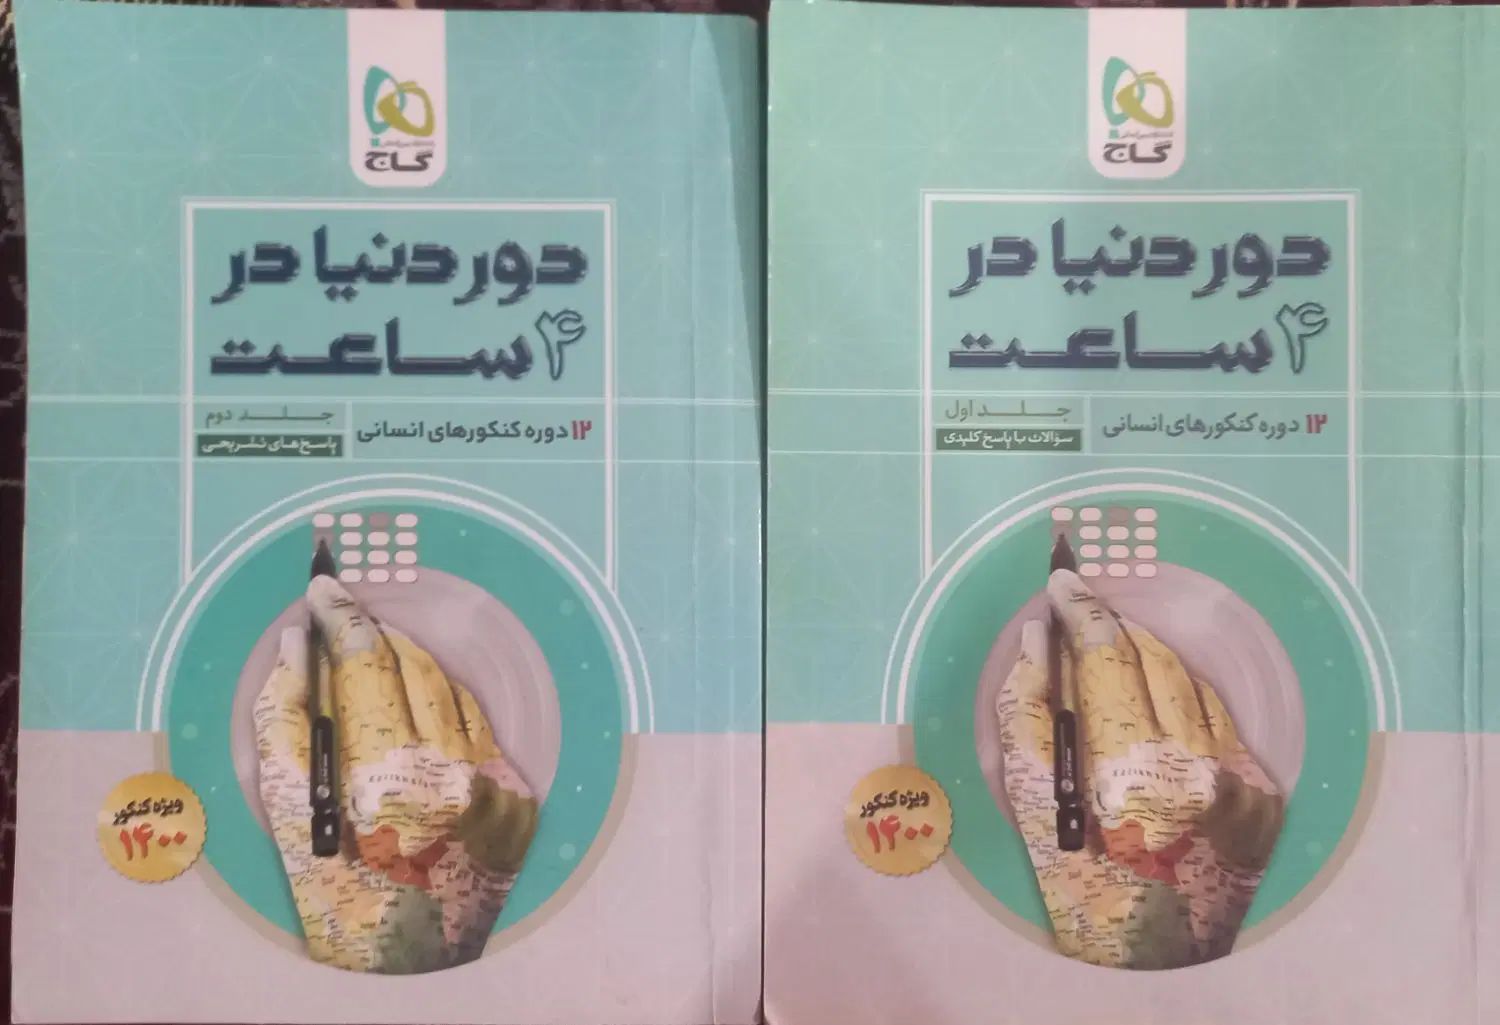 گاج
دور دنیا در
۴ ساعت
۱۲ دوره کنکورهای انسانی
جلد اول
سؤالات با پاسخ کلیدی
ویژه کنکور
۱۴۰۰
گاج
دور دنیا در
۴ ساعت
۱۲ دوره کنکورهای انسانی
جلد دوم
پاسخ‌های تشریحی
ویژه کنکور
۱۴۰۰